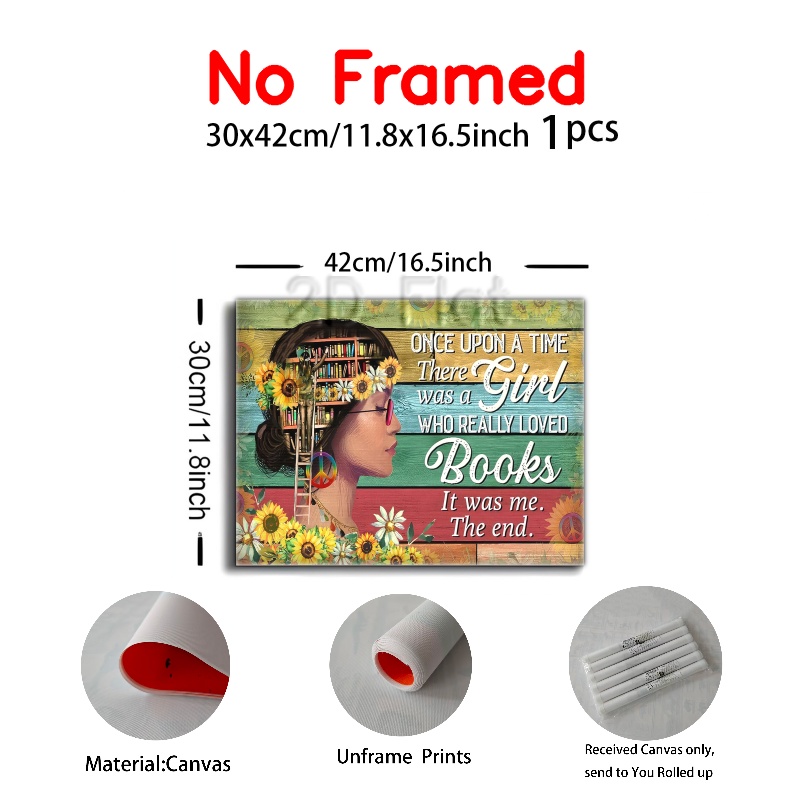 No Framed
30x42cm/11.8x16.5inch 1pcs
42cm/16.5inch
2D Flat
30cm/11.8inch
ONCE UPON A TIME
There
was a Girl
WHO REALLY LOVED
Books
It was me.
The end.
Material:Canvas
Unframe Prints
Received Canvas only,
send to You Rolled up